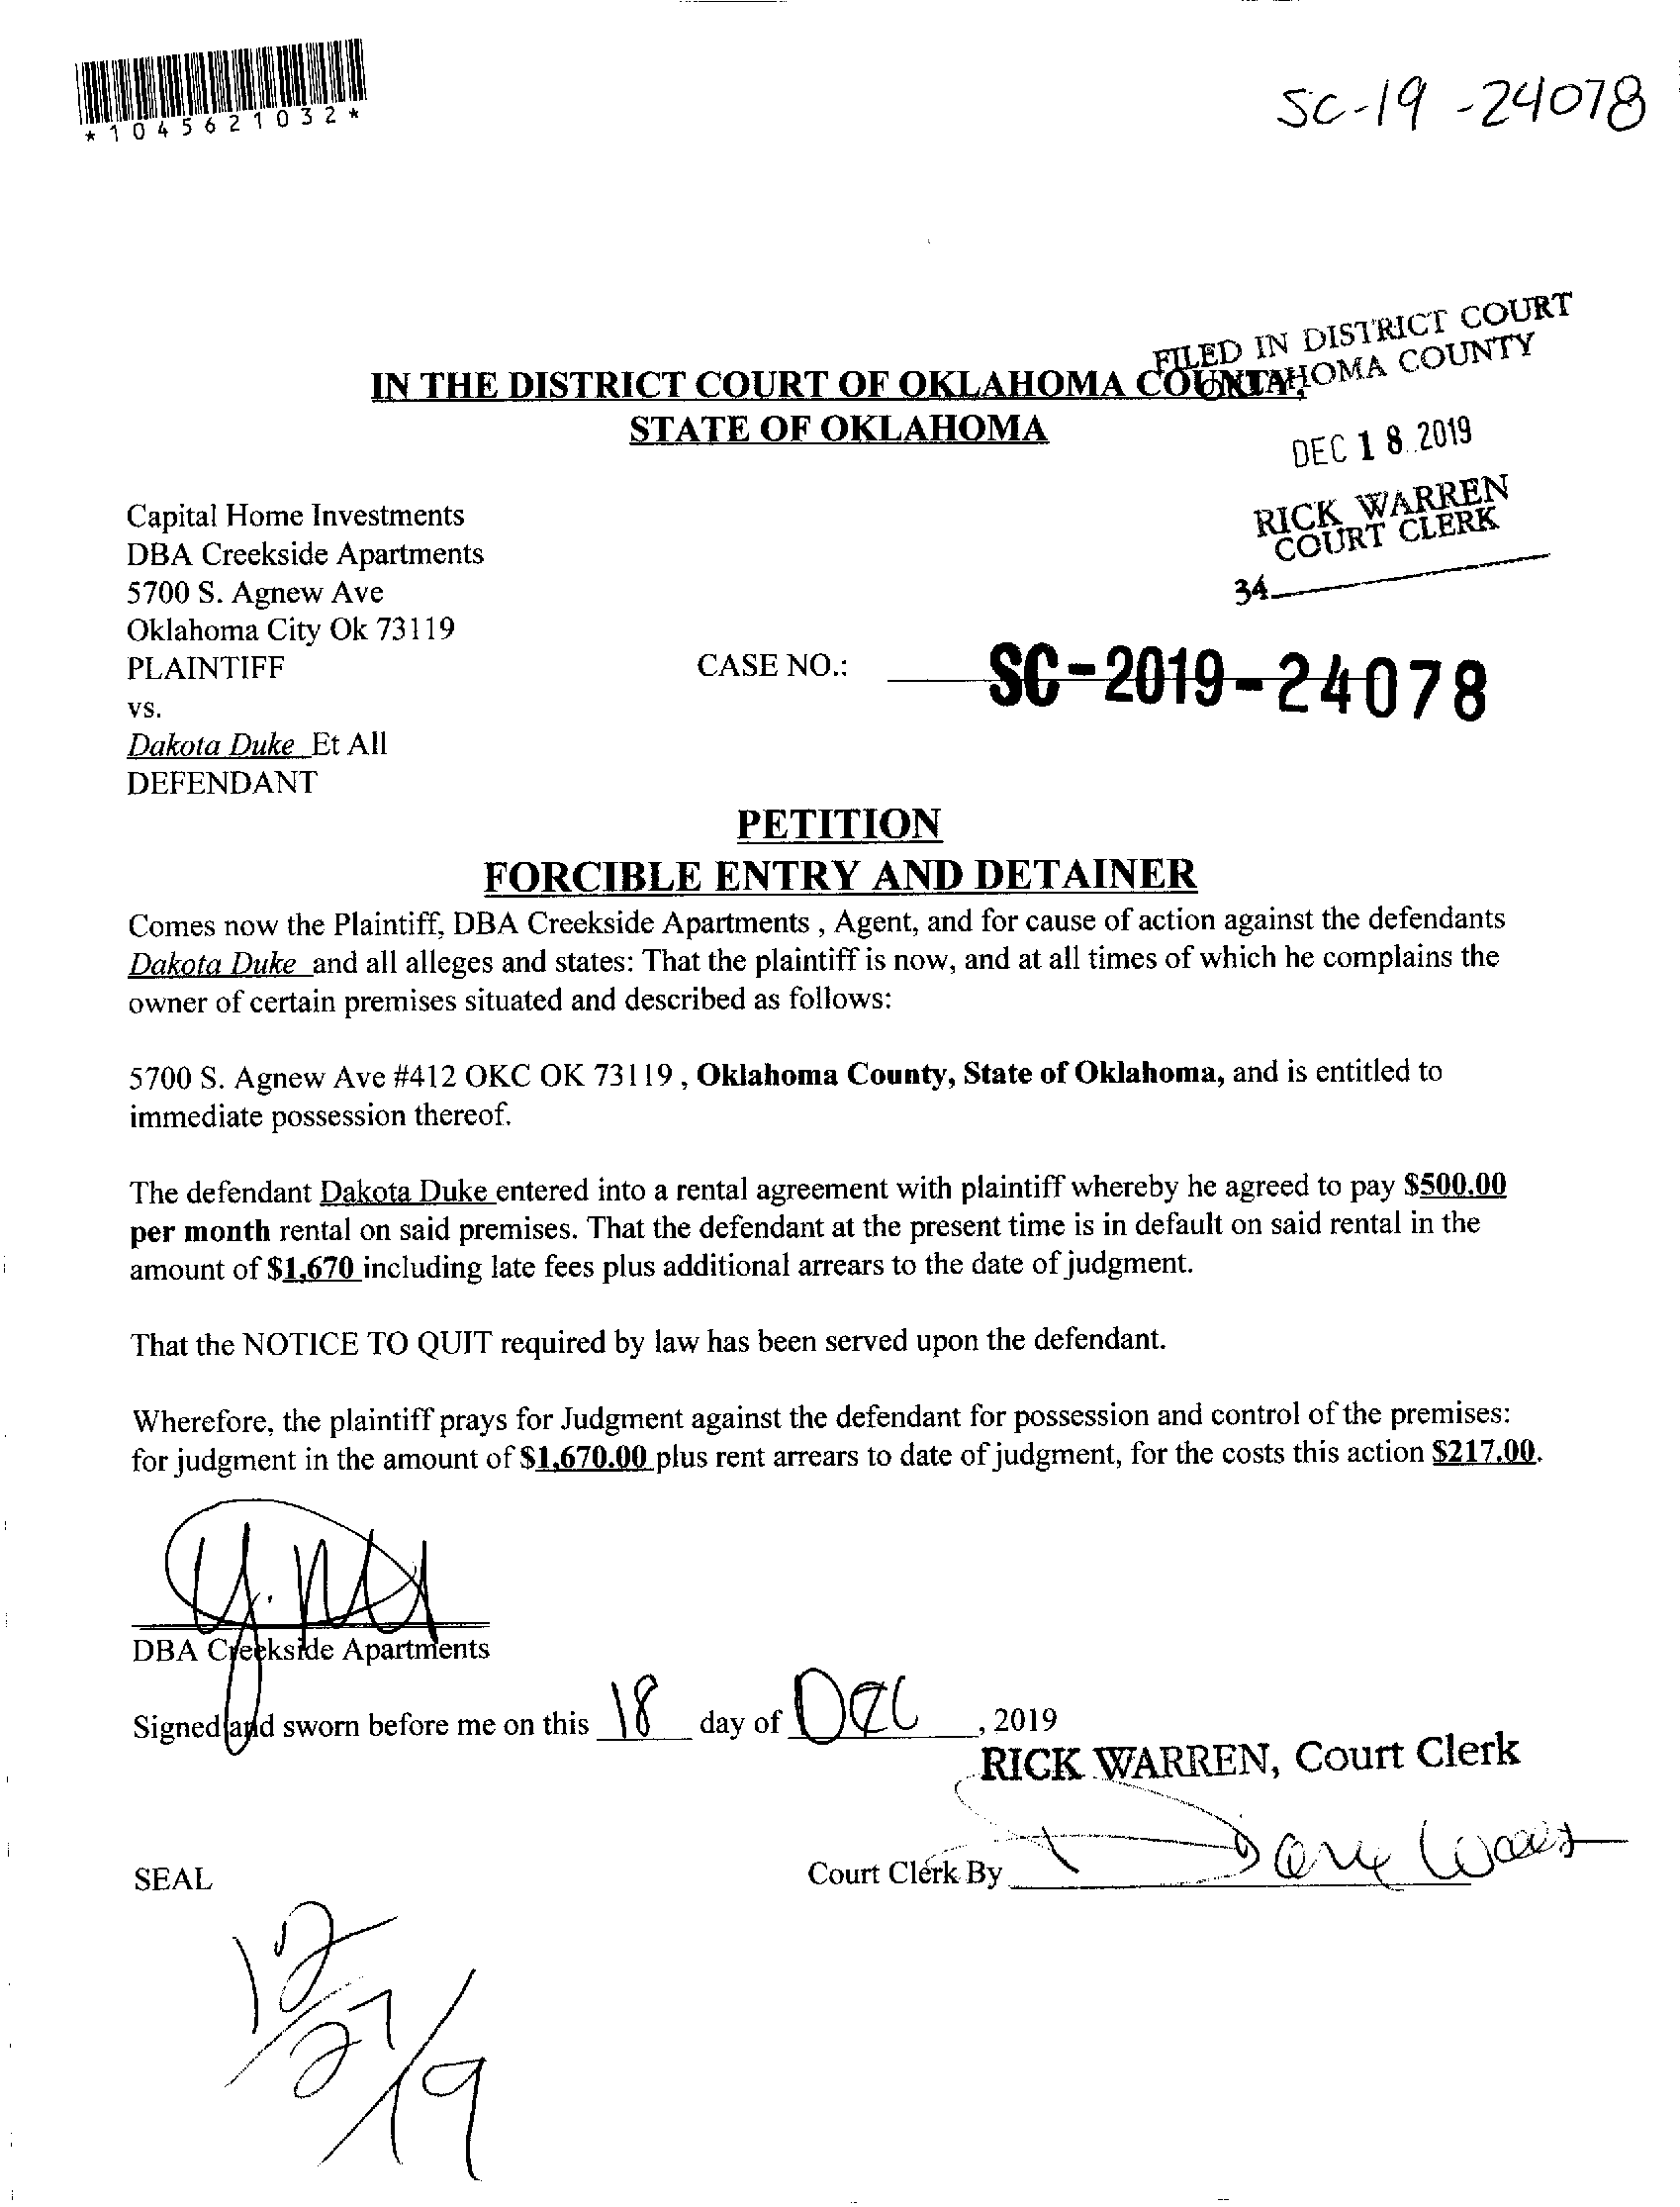 *1045621032*
SC-19-24078
FILED IN DISTRICT COURT
OKLAHOMA COUNTY
IN THE DISTRICT COURT OF OKLAHOMA COUNTY,
STATE OF OKLAHOMA
DEC 18 2019
RICK WARREN
COURT CLERK
34
Capital Home Investments
DBA Creekside Apartments
5700 S. Agnew Ave
Oklahoma City Ok 73119
PLAINTIFF
CASE NO.: SC-2019-24078
vs.
Dakota Duke Et All
DEFENDANT
PETITION
FORCIBLE ENTRY AND DETAINER
Comes now the Plaintiff, DBA Creekside Apartments , Agent, and for cause of action against the defendants
Dakota Duke and all alleges and states: That the plaintiff is now, and at all times of which he complains the
owner of certain premises situated and described as follows:
5700 S. Agnew Ave #412 OKC OK 73119 , Oklahoma County, State of Oklahoma, and is entitled to
immediate possession thereof.
The defendant Dakota Duke entered into a rental agreement with plaintiff whereby he agreed to pay $500.00
per month rental on said premises. That the defendant at the present time is in default on said rental in the
amount of $1,670 including late fees plus additional arrears to the date of judgment.
That the NOTICE TO QUIT required by law has been served upon the defendant.
Wherefore, the plaintiff prays for Judgment against the defendant for possession and control of the premises:
for judgment in the amount of $1,670.00 plus rent arrears to date of judgment, for the costs this action $217.00.
DBA Creekside Apartments
Signed and sworn before me on this 18 day of Dec , 2019
RICK WARREN, Court Clerk
SEAL
Court Clerk By
12/27/19